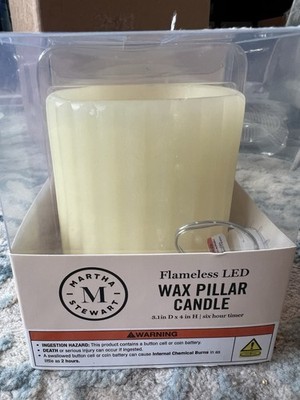 MARTHA
M
STEWART
Flameless LED
WAX PILLAR
CANDLE
3.1in D x 4 in H | six hour timer
WARNING
• INGESTION HAZARD: This product contains a button cell or coin battery.
• DEATH or serious injury can occur if ingested.
• A swallowed button cell or coin battery can cause Internal Chemical Burns in as
little as 2 hours.